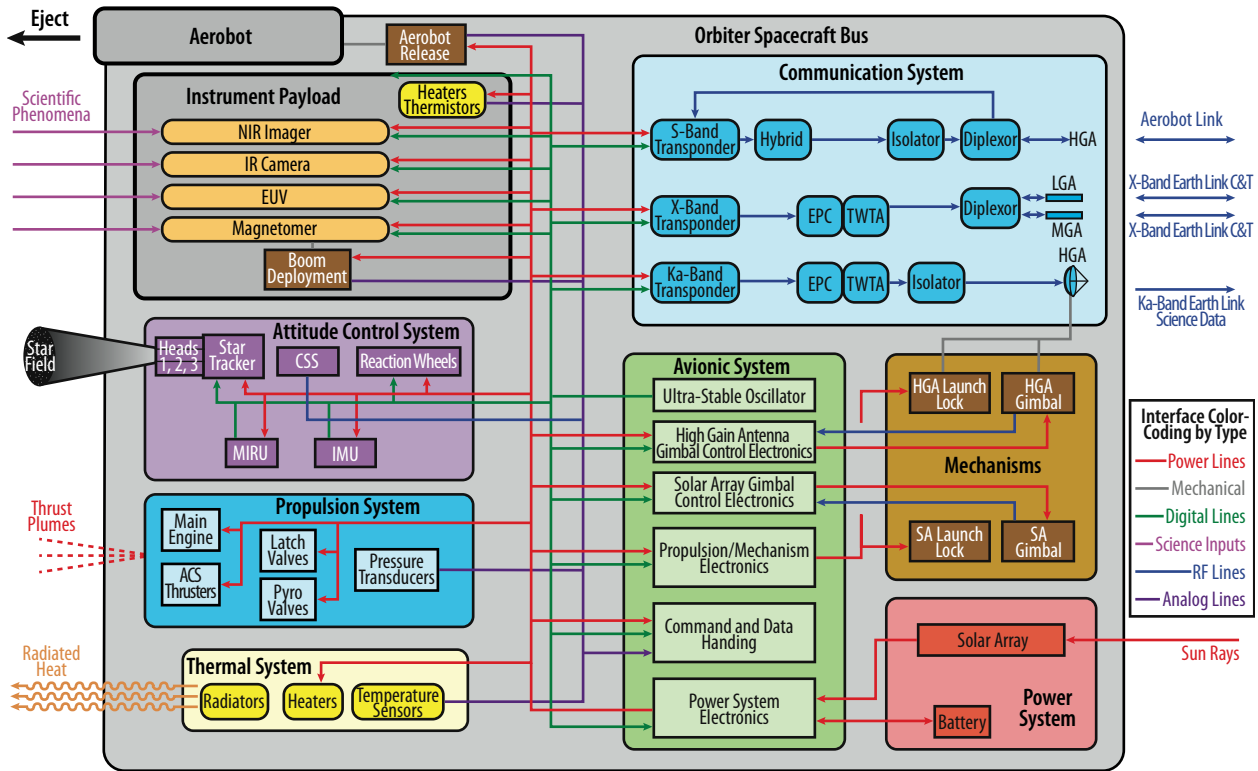 Eject
Aerobot
Aerobot
Release
Orbiter Spacecraft Bus
Instrument Payload
Heaters
Thermistors
Scientific
Phenomena
NIR Imager
IR Camera
EUV
Magnetomer
Boom
Deployment
Communication System
S-Band
Transponder
Hybrid
Isolator
Diplexor
HGA
Aerobot Link
X-Band
Transponder
EPC
TWTA
Diplexor
LGA
MGA
X-Band Earth Link C&T
X-Band Earth Link C&T
Ka-Band
Transponder
EPC
TWTA
Isolator
HGA
Ka-Band Earth Link
Science Data
Attitude Control System
Star
Field
Heads
1, 2, 3
Star
Tracker
CSS
Reaction Wheels
MIRU
IMU
Avionic System
Ultra-Stable Oscillator
High Gain Antenna
Gimbal Control Electronics
Solar Array Gimbal
Control Electronics
Propulsion/Mechanism
Electronics
Command and Data
Handing
Power System
Electronics
HGA Launch
Lock
HGA
Gimbal
Mechanisms
SA Launch
Lock
SA
Gimbal
Interface Color-
Coding by Type
Power Lines
Mechanical
Digital Lines
Science Inputs
RF Lines
Analog Lines
Propulsion System
Thrust
Plumes
Main
Engine
Latch
Valves
ACS
Thrusters
Pyro
Valves
Pressure
Transducers
Thermal System
Radiated
Heat
Radiators
Heaters
Temperature
Sensors
Solar Array
Sun Rays
Battery
Power
System